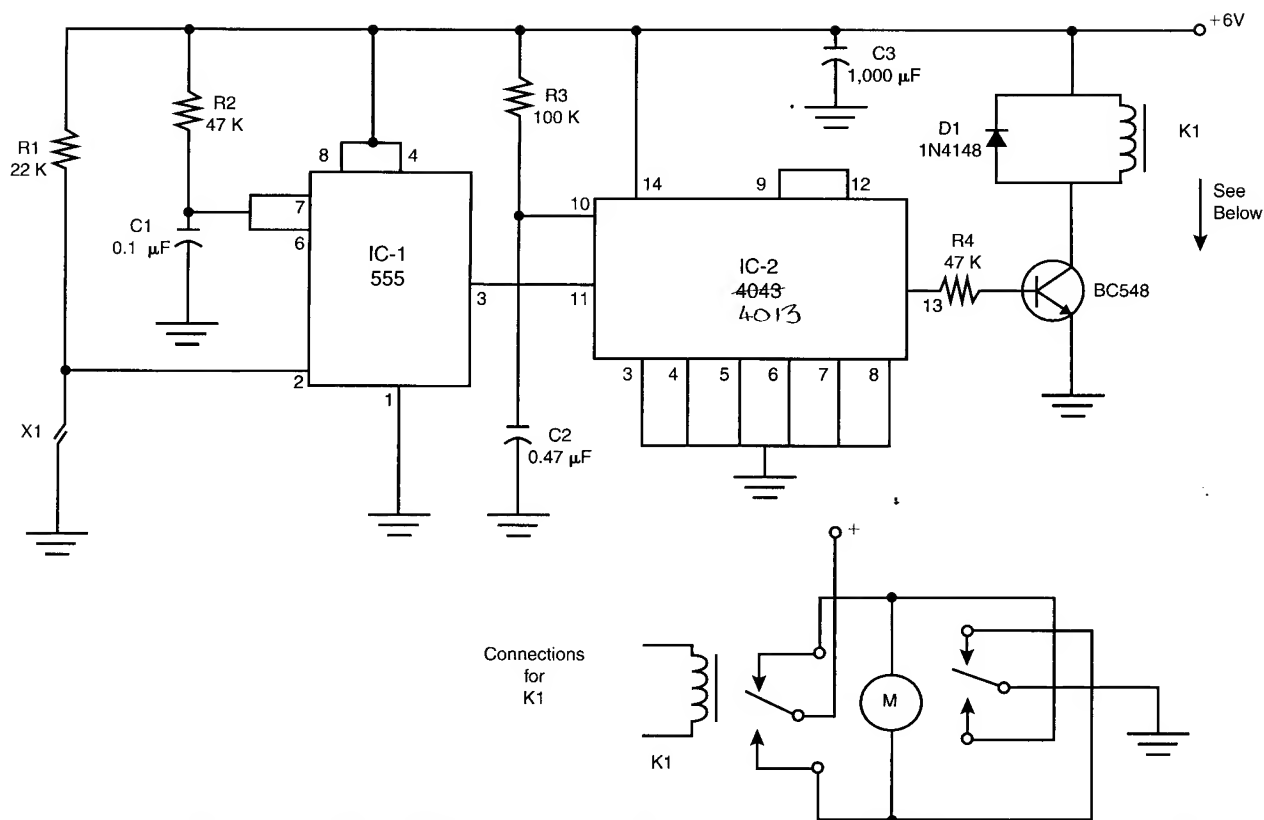 +6V
C3
1,000 µF
R2
47 K
R3
100 K
R1
22 K
D1
1N4148
K1
8
4
14
9
12
See
Below
7
10
C1
0.1 µF
6
IC-1
555
IC-2
4043
4013
R4
47 K
3
11
13
BC548
2
1
3
4
5
6
7
8
X1
C2
0.47 µF
+
Connections
for
K1
M
K1